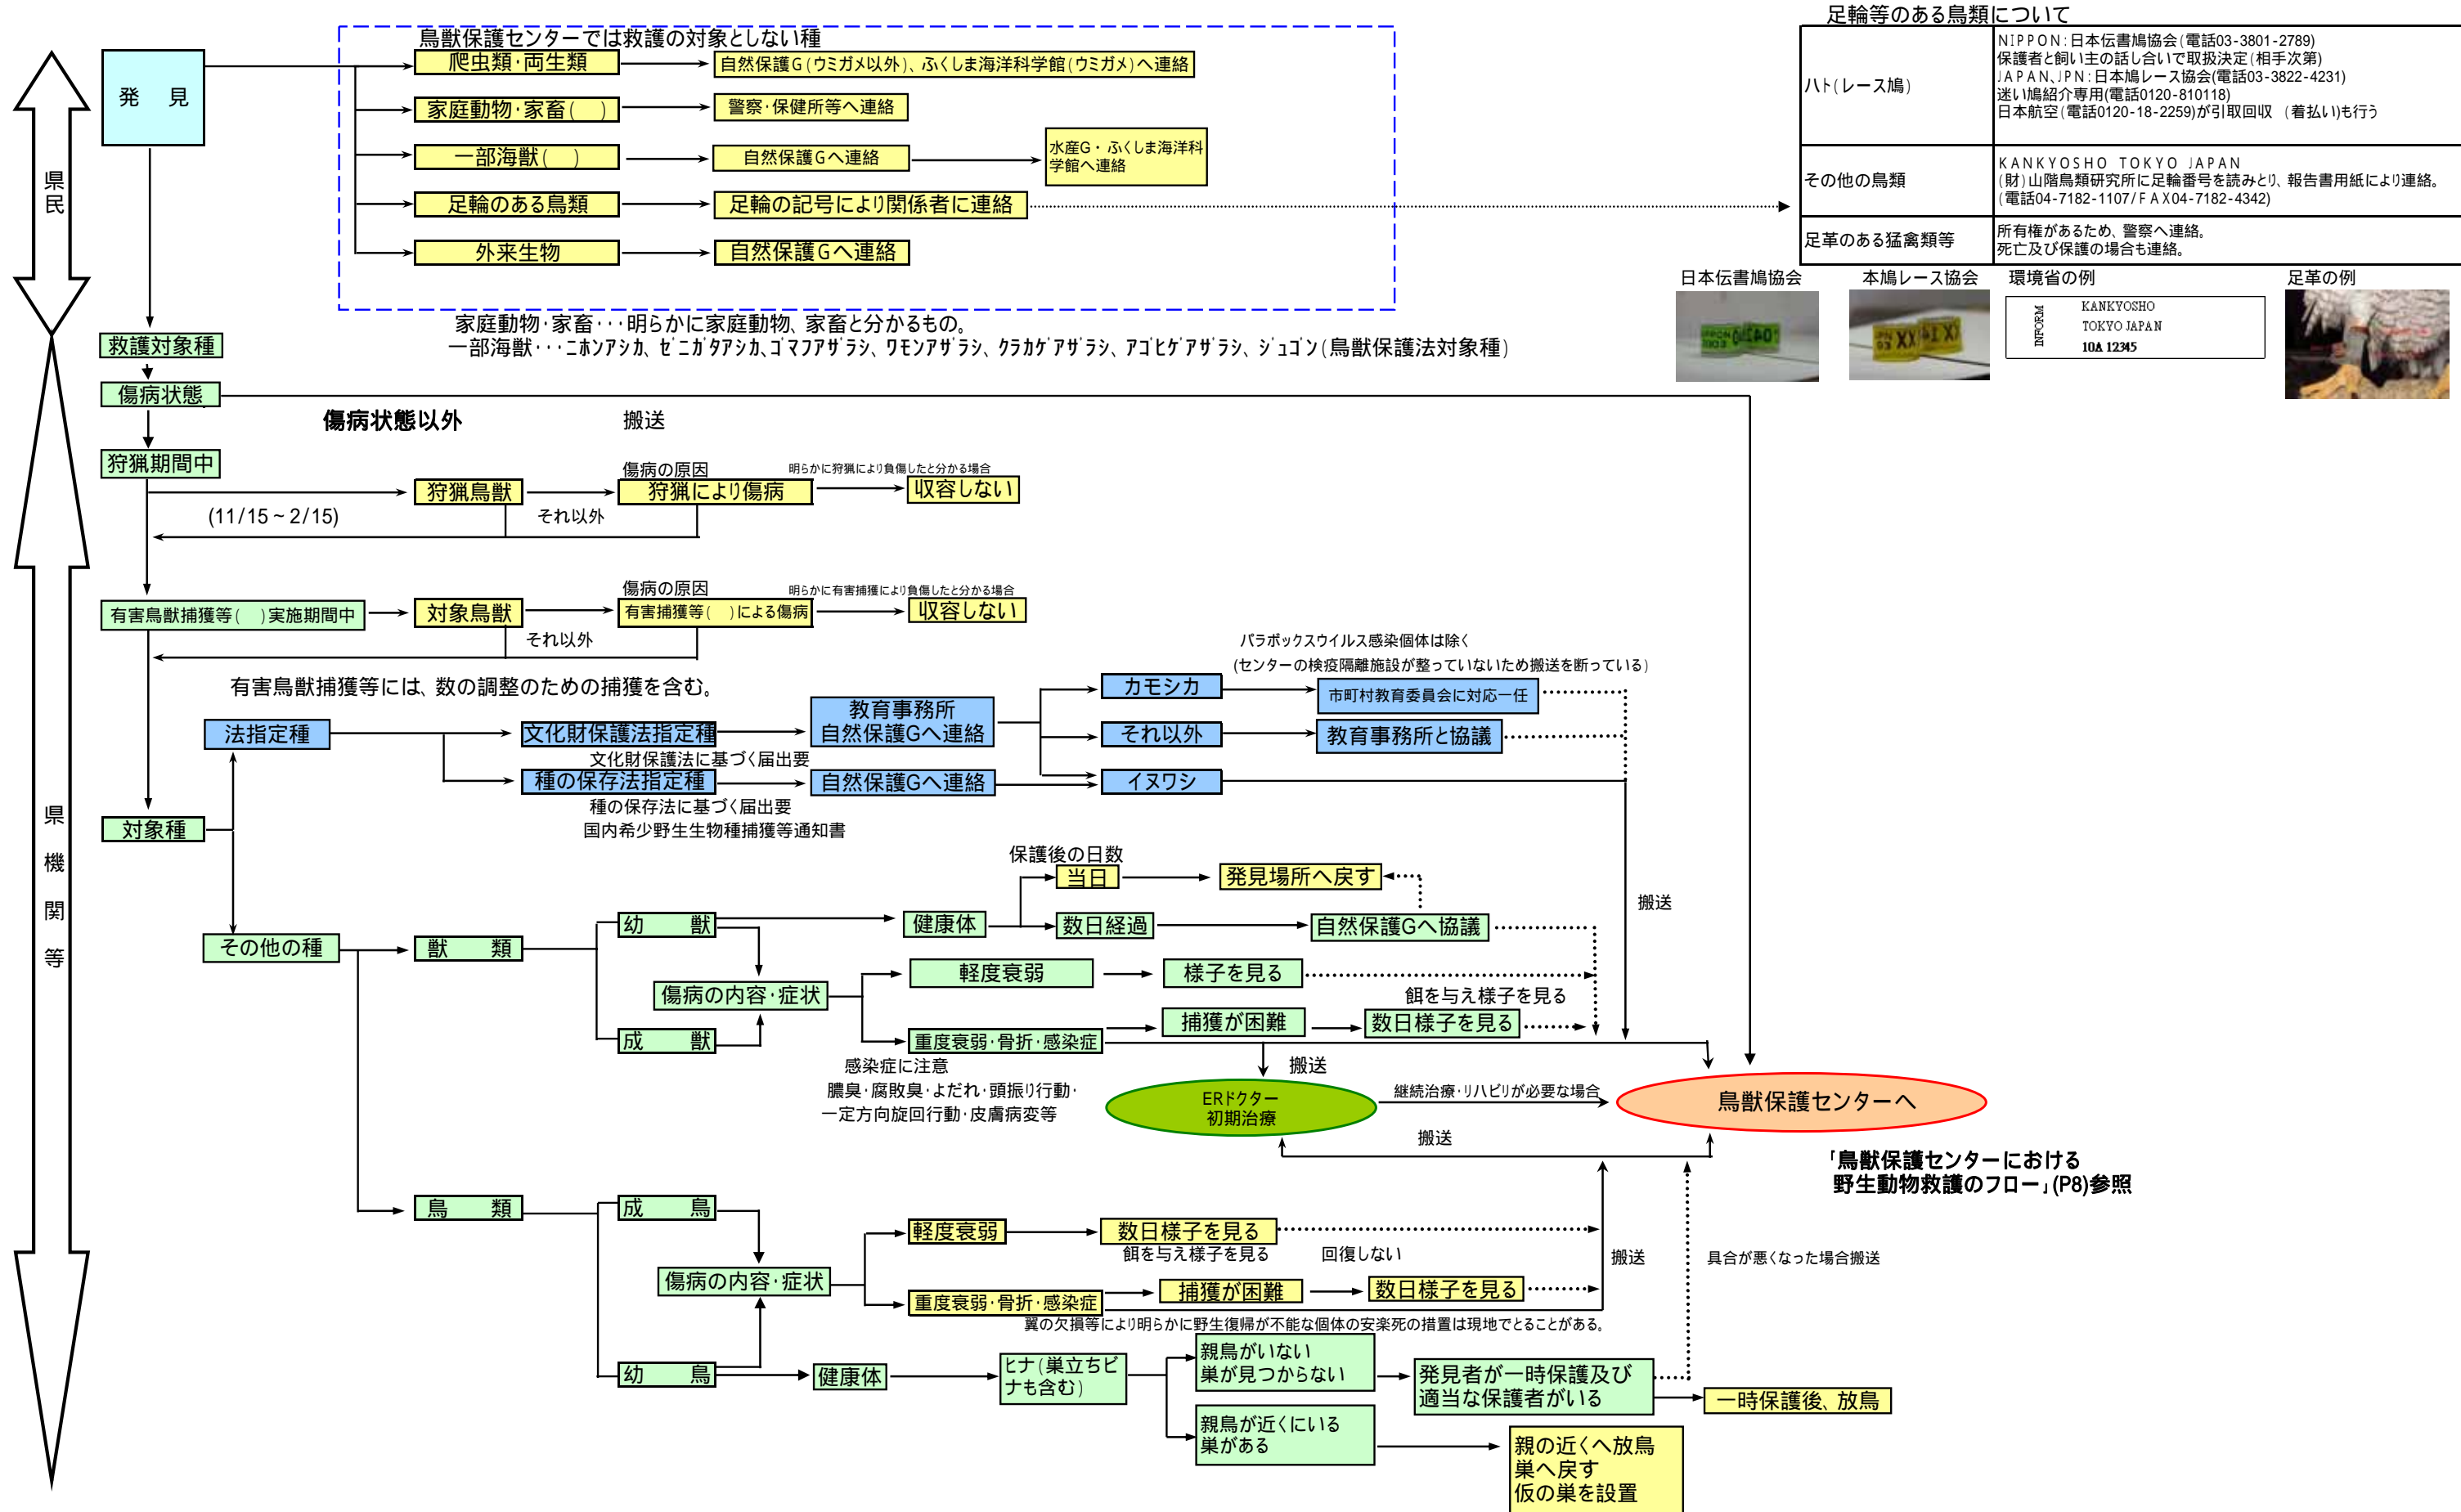 足輪等のある鳥類について
ハト(レース鳩)
NIPPON:日本伝書鳩協会(電話03-3801-2789)
保護者と飼い主の話し合いで取扱決定(相手次第)
JAPAN、JPN:日本鳩レース協会(電話03-3822-4231)
迷い鳩紹介専用(電話0120-810118)
日本航空(電話0120-18-2259)が引取回収 (着払い)も行う
その他の鳥類
KANKYOSHO TOKYO JAPAN
(財)山階鳥類研究所に足輪番号を読みとり、報告書用紙により連絡。
(電話04-7182-1107/FAX04-7182-4342)
足革のある猛禽類等
所有権があるため、警察へ連絡。
死亡及び保護の場合も連絡。
日本伝書鳩協会
本鳩レース協会
環境省の例
足革の例
INFORM
KANKYOSHO
TOKYO JAPAN
10A 12345
県民
県機関等
発 見
鳥獣保護センターでは救護の対象としない種
爬虫類・両生類
自然保護G(ウミガメ以外)、ふくしま海洋科学館(ウミガメ)へ連絡
家庭動物・家畜( )
警察・保健所等へ連絡
一部海獣( )
自然保護Gへ連絡
水産G・ふくしま海洋科
学館へ連絡
足輪のある鳥類
足輪の記号により関係者に連絡
外来生物
自然保護Gへ連絡
家庭動物・家畜・・・明らかに家庭動物、家畜と分かるもの。
一部海獣・・・ニホンアシカ、ゼニガタアシカ、ゴマフアザラシ、ワモンアザラシ、クラカケアザラシ、アゴヒゲアザラシ、ジュゴン(鳥獣保護法対象種)
救護対象種
傷病状態
傷病状態以外
搬送
狩猟期間中
傷病の原因
明らかに狩猟により負傷したと分かる場合
狩猟鳥獣
狩猟により傷病
収容しない
(11/15~2/15)
それ以外
傷病の原因
明らかに有害捕獲により負傷したと分かる場合
有害鳥獣捕獲等( )実施期間中
対象鳥獣
有害捕獲等( )による傷病
収容しない
それ以外
有害鳥獣捕獲等には、数の調整のための捕獲を含む。
パラポックスウイルス感染個体は除く
(センターの検疫隔離施設が整っていないため搬送を断っている)
法指定種
文化財保護法指定種
文化財保護法に基づく届出要
教育事務所
自然保護Gへ連絡
カモシカ
市町村教育委員会に対応一任
それ以外
教育事務所と協議
種の保存法指定種
自然保護Gへ連絡
イヌワシ
種の保存法に基づく届出要
国内希少野生生物種捕獲等通知書
対象種
保護後の日数
当日
発見場所へ戻す
搬送
その他の種
獣 類
幼 獣
健康体
数日経過
自然保護Gへ協議
傷病の内容・症状
軽度衰弱
様子を見る
餌を与え様子を見る
成 獣
重度衰弱・骨折・感染症
捕獲が困難
数日様子を見る
感染症に注意
膿臭・腐敗臭・よだれ・頭振り行動・
一定方向旋回行動・皮膚病変等
搬送
ERドクター
初期治療
継続治療・リハビリが必要な場合
鳥獣保護センターへ
搬送
「鳥獣保護センターにおける
野生動物救護のフロー」(P8)参照
鳥 類
成 鳥
傷病の内容・症状
軽度衰弱
数日様子を見る
餌を与え様子を見る
回復しない
搬送
具合が悪くなった場合搬送
重度衰弱・骨折・感染症
捕獲が困難
数日様子を見る
翼の欠損等により明らかに野生復帰が不能な個体の安楽死の措置は現地でとることがある。
幼 鳥
健康体
ヒナ(巣立ちビ
ナも含む)
親鳥がいない
巣が見つからない
発見者が一時保護及び
適当な保護者がいる
一時保護後、放鳥
親鳥が近くにいる
巣がある
親の近くへ放鳥
巣へ戻す
仮の巣を設置